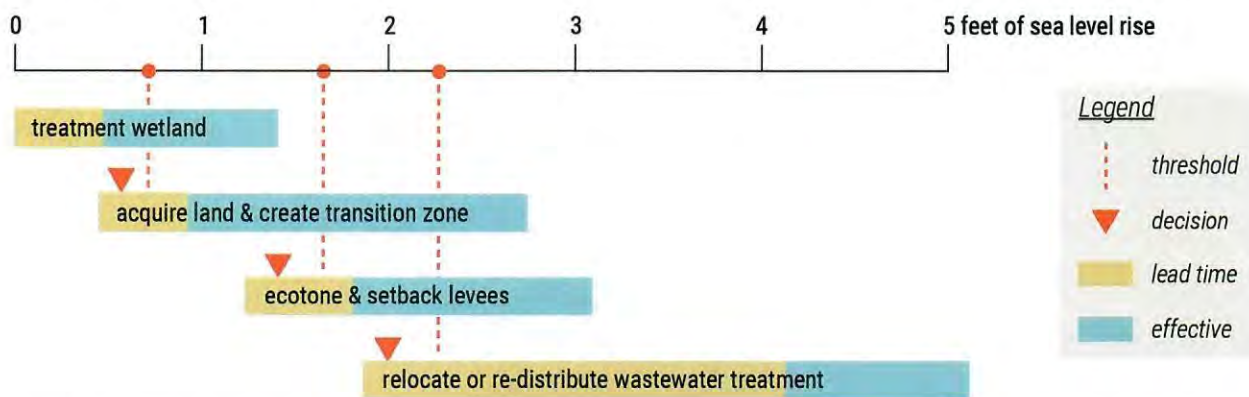 0 1 2 3 4 5 feet of sea level rise
treatment wetland
acquire land & create transition zone
ecotone & setback levees
relocate or re-distribute wastewater treatment
Legend
threshold
decision
lead time
effective